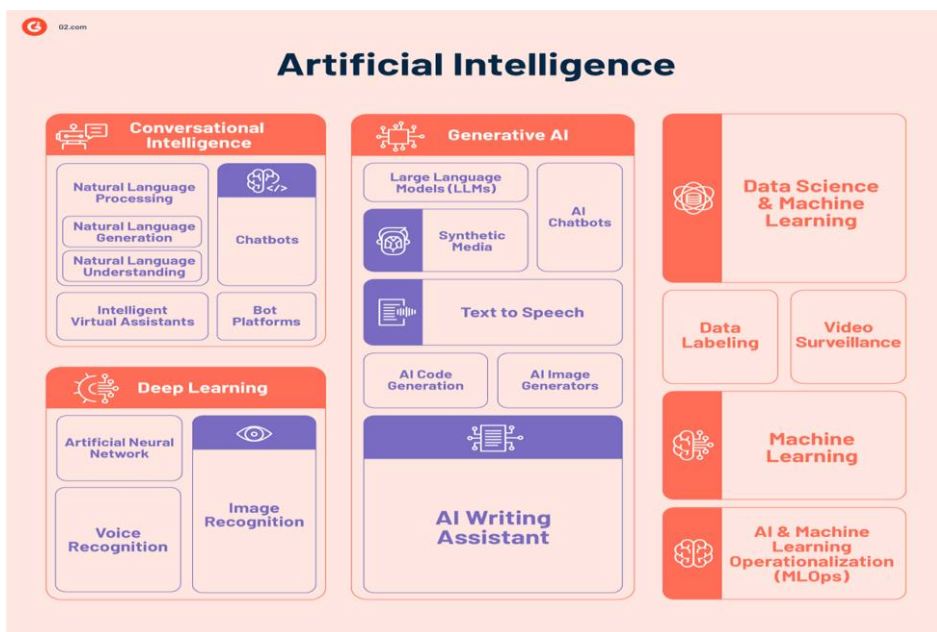 G2.com
Artificial Intelligence
Conversational
Intelligence
Natural Language
Processing
Natural Language
Generation
Natural Language
Understanding
Chatbots
Intelligent
Virtual Assistants
Bot
Platforms
Deep Learning
Artificial Neural
Network
Voice
Recognition
Image
Recognition
Generative AI
Large Language
Models (LLMs)
Synthetic
Media
AI
Chatbots
Text to Speech
AI Code
Generation
AI Image
Generators
AI Writing
Assistant
Data Science
& Machine
Learning
Data
Labeling
Video
Surveillance
Machine
Learning
AI & Machine
Learning
Operationalization
(MLOps)